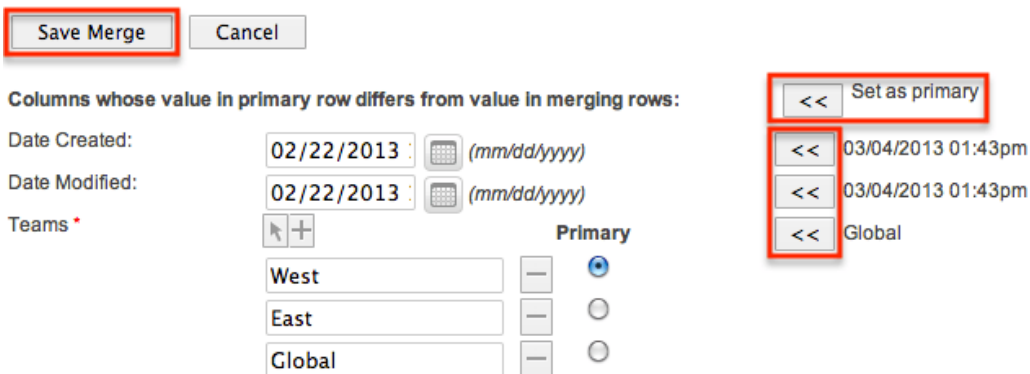 Save Merge Cancel
Columns whose value in primary row differs from value in merging rows: << Set as primary
Date Created: 02/22/2013 (mm/dd/yyyy) << 03/04/2013 01:43pm
Date Modified: 02/22/2013 (mm/dd/yyyy) << 03/04/2013 01:43pm
Teams * Primary << Global
West
East
Global